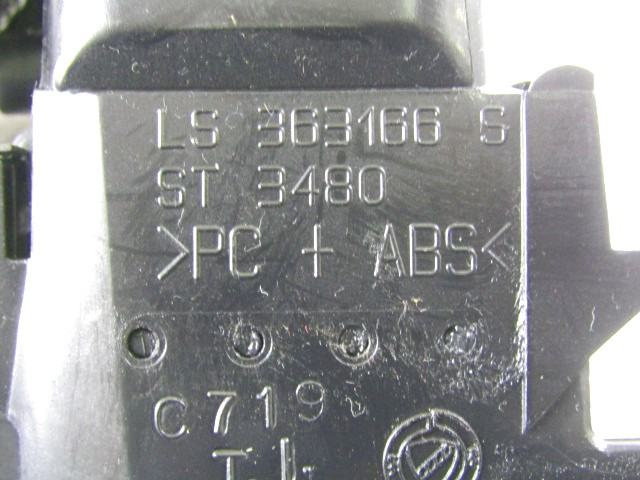 LS 363166 S
ST 3480
>PC + ABS<
C719